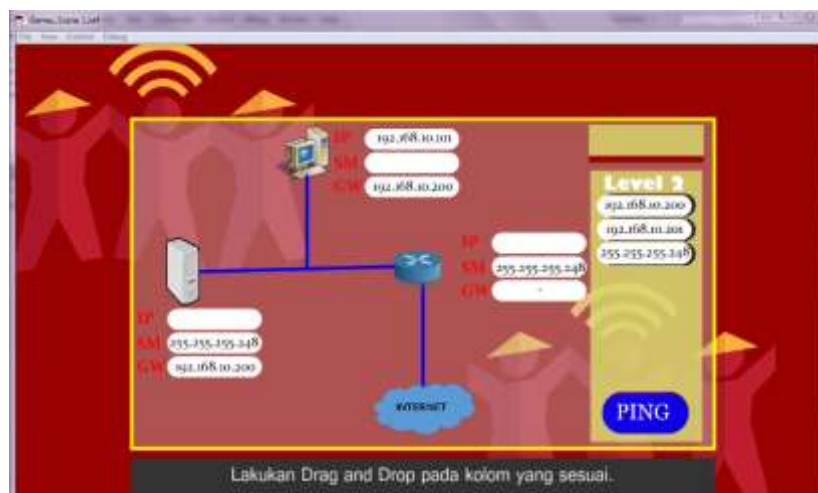 IP 192.168.10.101
SM
GW 192.168.10.200
Level 2
192.168.10.200
192.168.10.201
255.255.255.248
IP
SM 255.255.255.248
GW -
IP
SM 255.255.255.248
GW 192.168.10.200
INTERNET
PING
Lakukan Drag and Drop pada kolom yang sesuai.